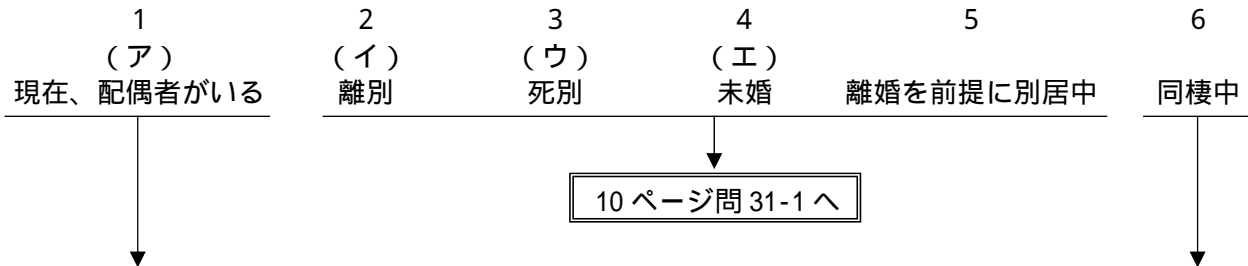 1 2 3 4 5 6
（ア） （イ） （ウ） （エ）
現在、配偶者がいる 離別 死別 未婚 離婚を前提に別居中 同棲中
10 ページ問 31-1 へ